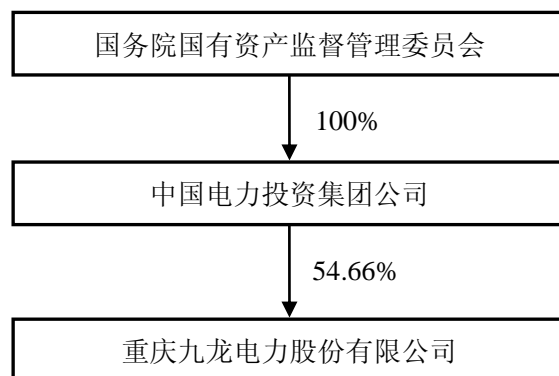 国务院国有资产监督管理委员会
100%
中国电力投资集团公司
54.66%
重庆九龙电力股份有限公司